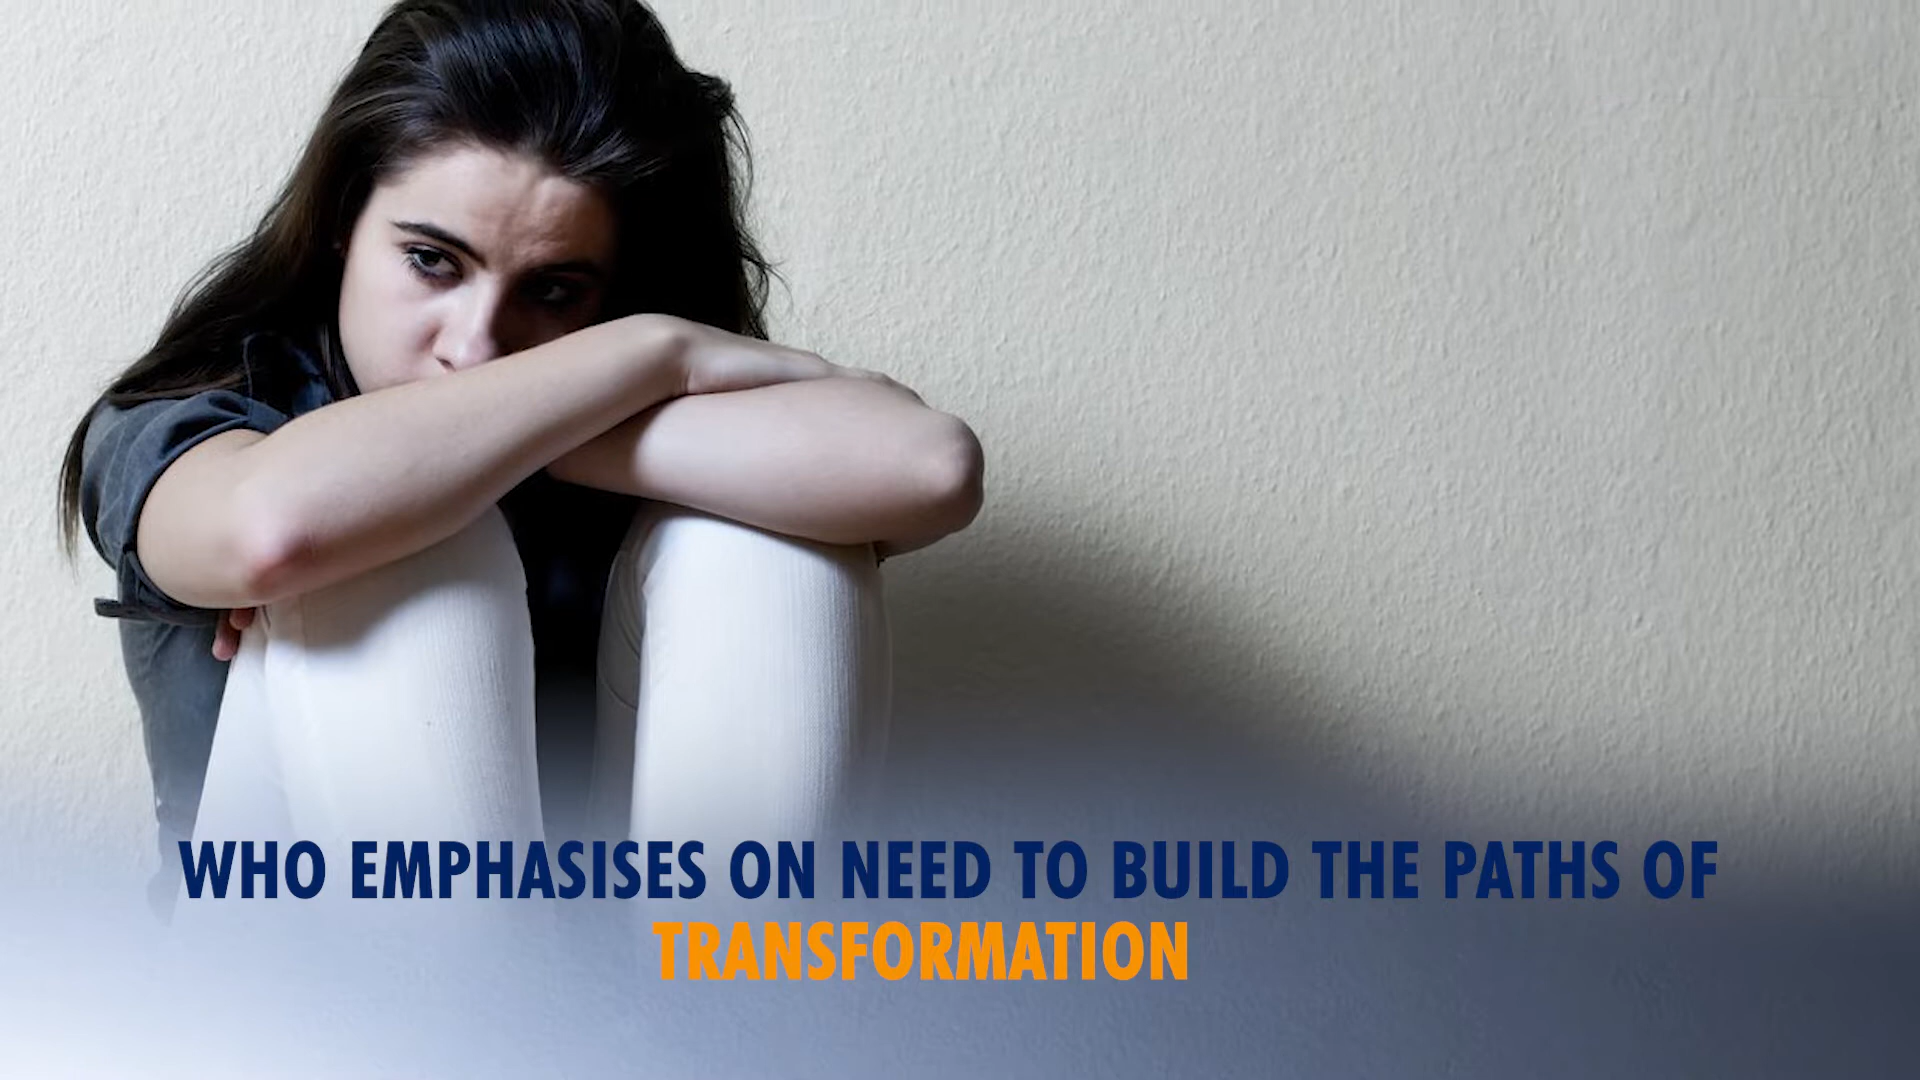 WHO EMPHASISES ON NEED TO BUILD THE PATHS OF
TRANSFORMATION